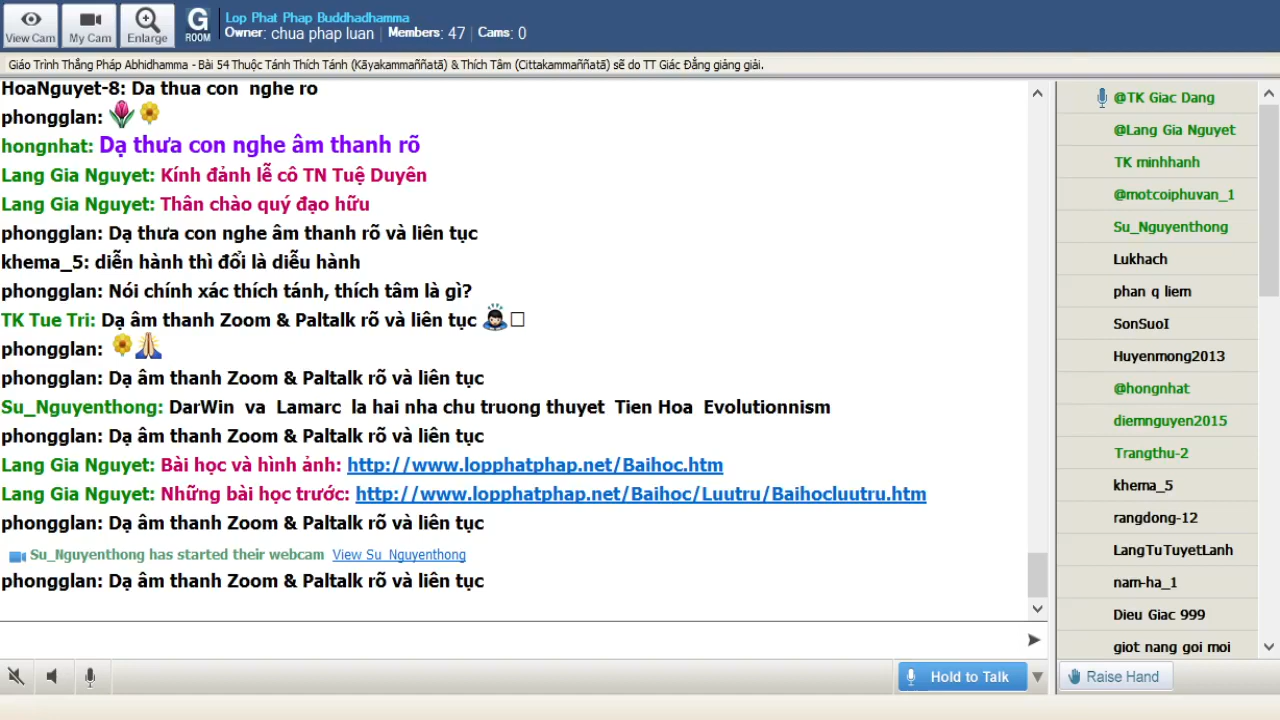 View Cam
My Cam
Enlarge
G
ROOM
Lop Phat Phap Buddhadhamma
Owner: chua phap luan Members: 47 Cams: 0
Giáo Trình Thắng Pháp Abhidhamma - Bài 54 Thuộc Tánh Thích Tánh (Kāyakammaññatā) & Thích Tâm (Cittakammaññatā) sẽ do TT Giác Đẳng giảng giải.
HoaNguyet-8: Da thua con nghe ro
phongglan:
hongnhat: Dạ thưa con nghe âm thanh rõ
Lang Gia Nguyet: Kính đảnh lễ cô TN Tuệ Duyên
Lang Gia Nguyet: Thân chào quý đạo hữu
phongglan: Dạ thưa con nghe âm thanh rõ và liên tục
khema_5: diễn hành thì đổi là diễu hành
phongglan: Nói chính xác thích tánh, thích tâm là gì?
TK Tue Tri: Dạ âm thanh Zoom & Paltalk rõ và liên tục
phongglan:
phongglan: Dạ âm thanh Zoom & Paltalk rõ và liên tục
Su_Nguyenthong: DarWin va Lamarc la hai nha chu truong thuyet Tien Hoa Evolutionnism
phongglan: Dạ âm thanh Zoom & Paltalk rõ và liên tục
Lang Gia Nguyet: Bài học và hình ảnh: http://www.lopphatphap.net/Baihoc.htm
Lang Gia Nguyet: Những bài học trước: http://www.lopphatphap.net/Baihoc/Luutru/Baihocluutru.htm
phongglan: Dạ âm thanh Zoom & Paltalk rõ và liên tục
Su_Nguyenthong has started their webcam View Su_Nguyenthong
phongglan: Dạ âm thanh Zoom & Paltalk rõ và liên tục
@TK Giac Dang
@Lang Gia Nguyet
TK minhhanh
@motcoiphuvan_1
Su_Nguyenthong
Lukhach
phan q liem
SonSuoI
Huyenmong2013
@hongnhat
diemnguyen2015
Trangthu-2
khema_5
rangdong-12
LangTuTuyetLanh
nam-ha_1
Dieu Giac 999
giot nang goi moi
Hold to Talk
Raise Hand